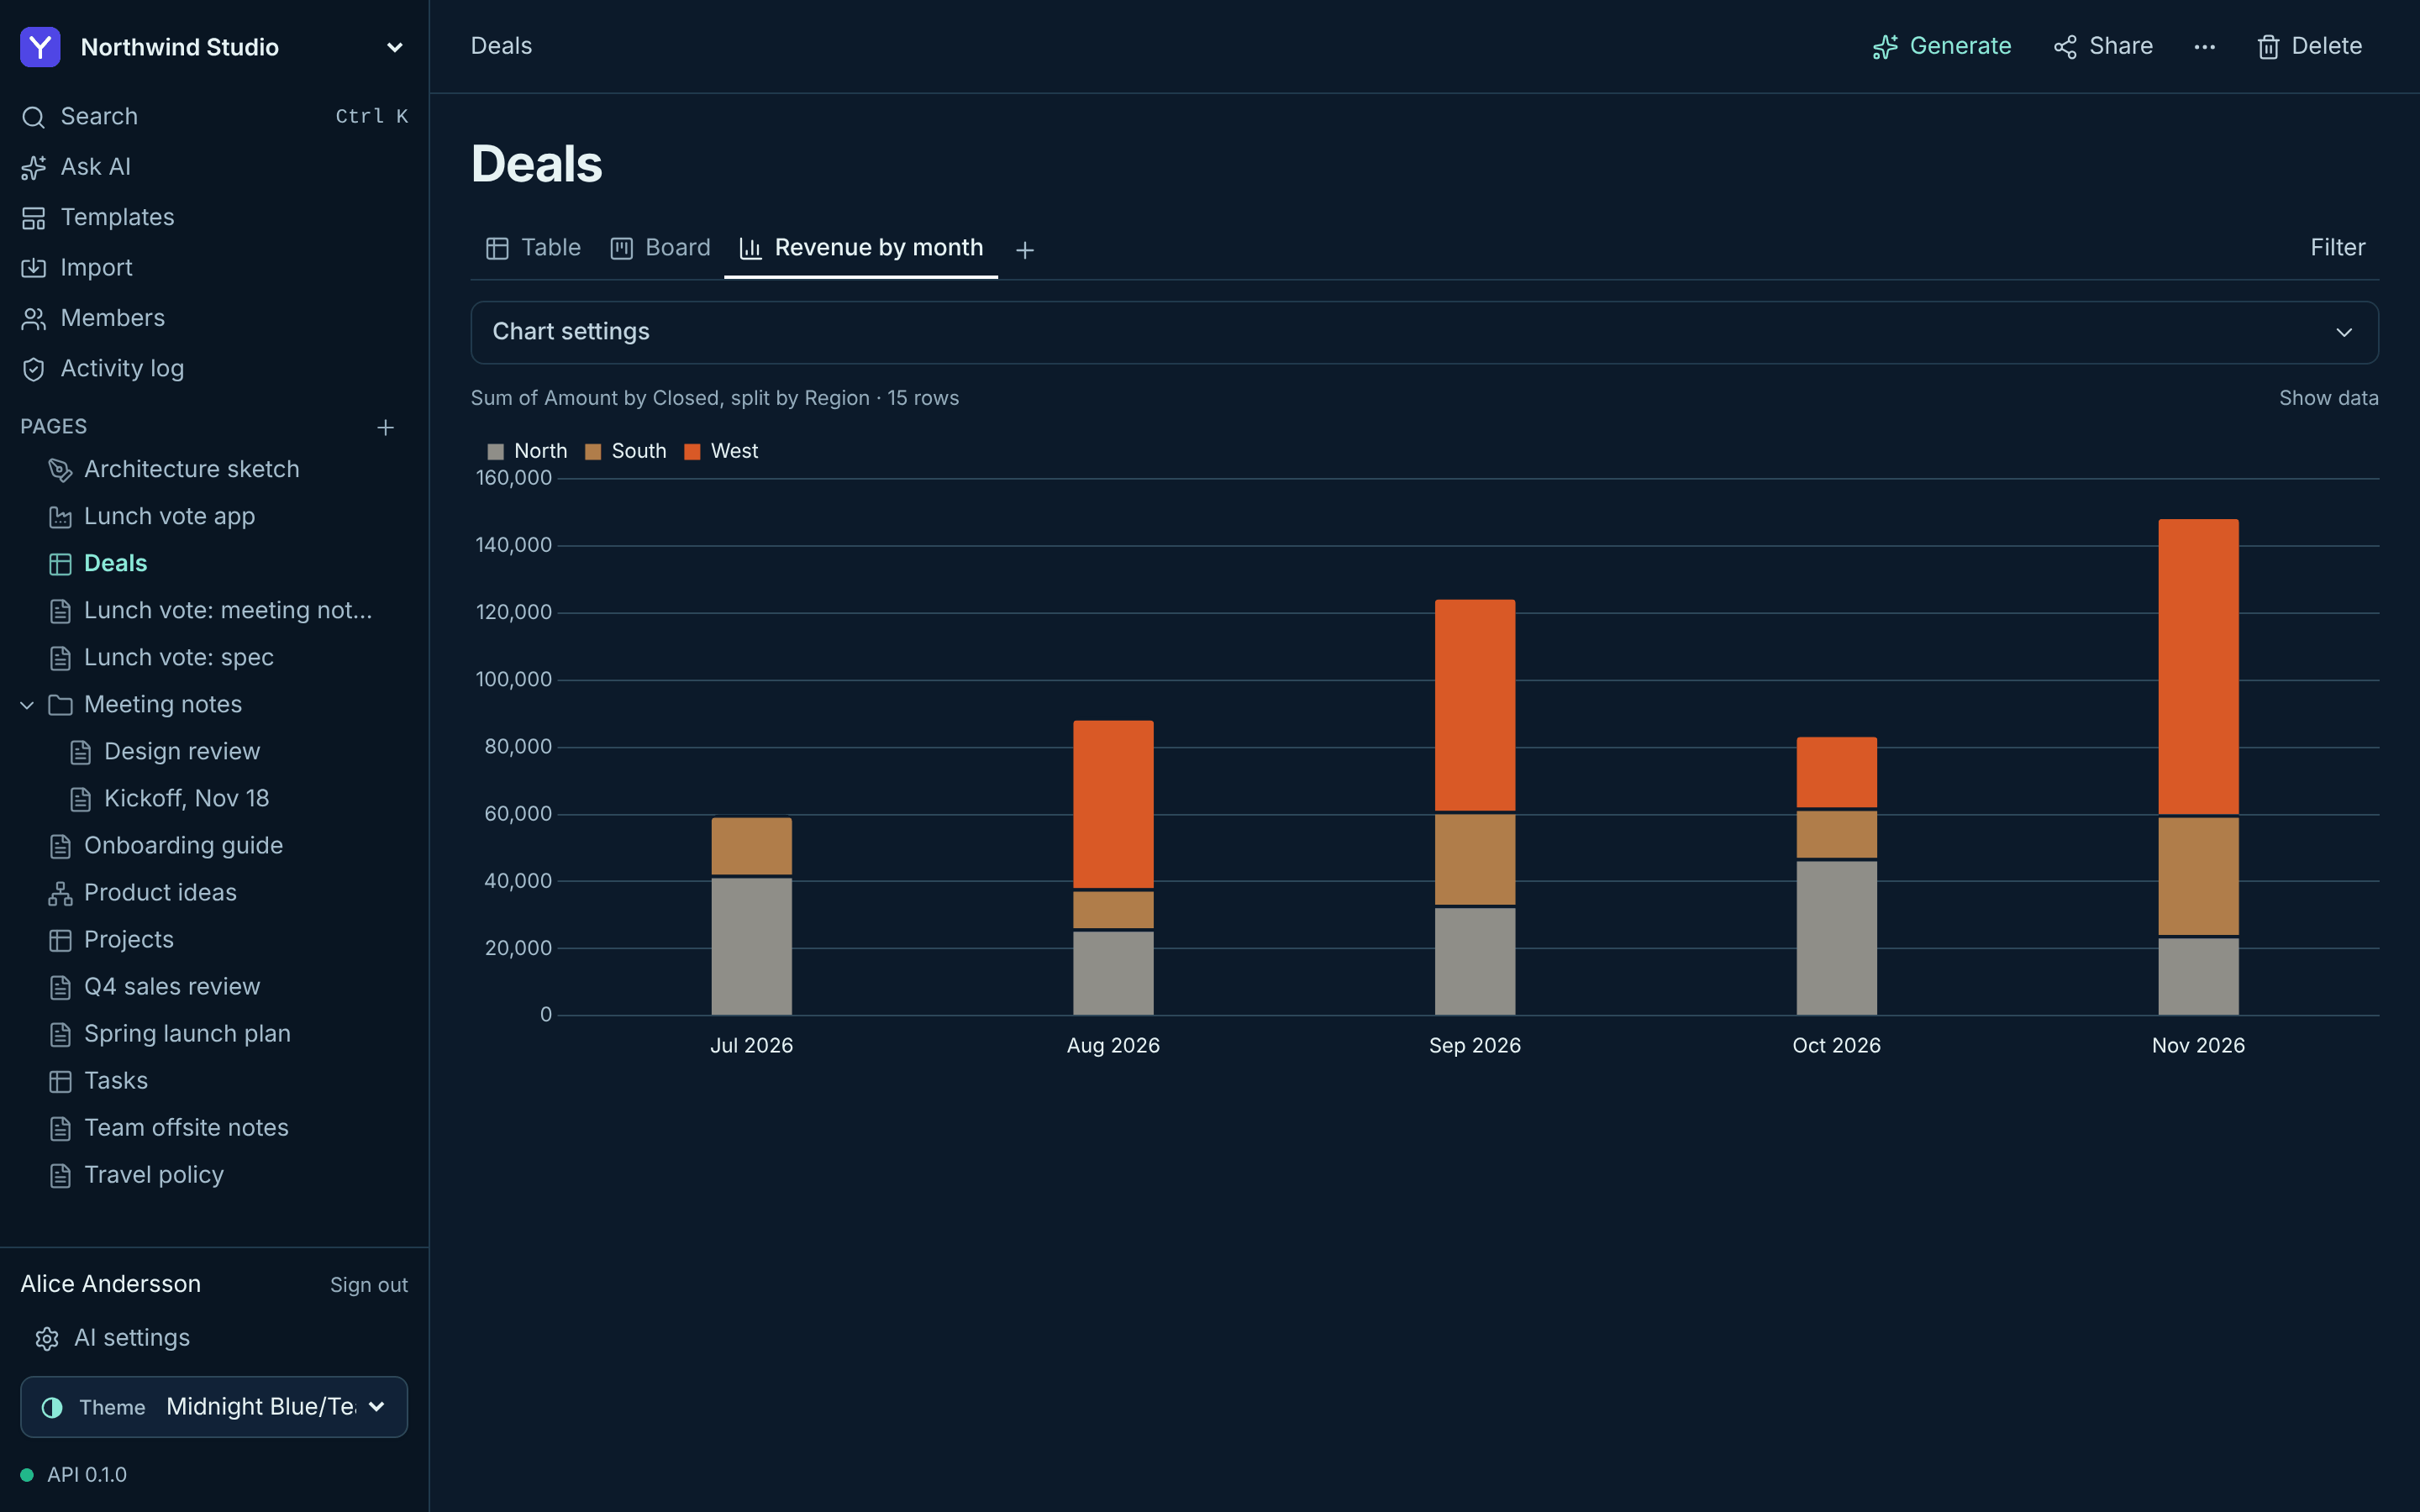 Northwind Studio
Search Ctrl K
Ask AI
Templates
Import
Members
Activity log
PAGES
Architecture sketch
Lunch vote app
Deals
Lunch vote: meeting not...
Lunch vote: spec
Meeting notes
Design review
Kickoff, Nov 18
Onboarding guide
Product ideas
Projects
Q4 sales review
Spring launch plan
Tasks
Team offsite notes
Travel policy
Alice Andersson Sign out
AI settings
Theme Midnight Blue/Te
API 0.1.0
Deals Generate Share Delete
Deals
Table Board Revenue by month Filter
Chart settings
Sum of Amount by Closed, split by Region · 15 rows Show data
North South West
160,000
140,000
120,000
100,000
80,000
60,000
40,000
20,000
0
Jul 2026 Aug 2026 Sep 2026 Oct 2026 Nov 2026